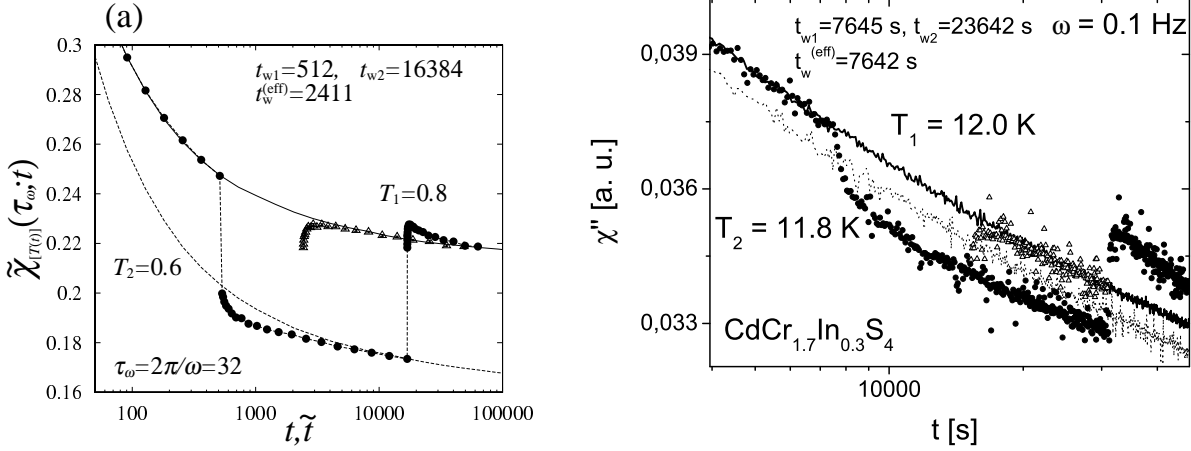 (a)
0.3
0.28
0.26
0.24
0.22
0.2
0.18
0.16
100
1000
10000
100000
t_w1=512, t_w2=16384
t_w^(eff)=2411
T_1=0.8
T_2=0.6
τ_ω=2π/ω=32
χ̃_[T(t)](τ_ω;t)
t,t̃
t_w1=7645 s, t_w2=23642 s
ω = 0.1 Hz
t_w^(eff)=7642 s
0,039
0,036
0,033
T_1 = 12.0 K
T_2 = 11.8 K
CdCr_1.7In_0.3S_4
χ" [a. u.]
10000
t [s]